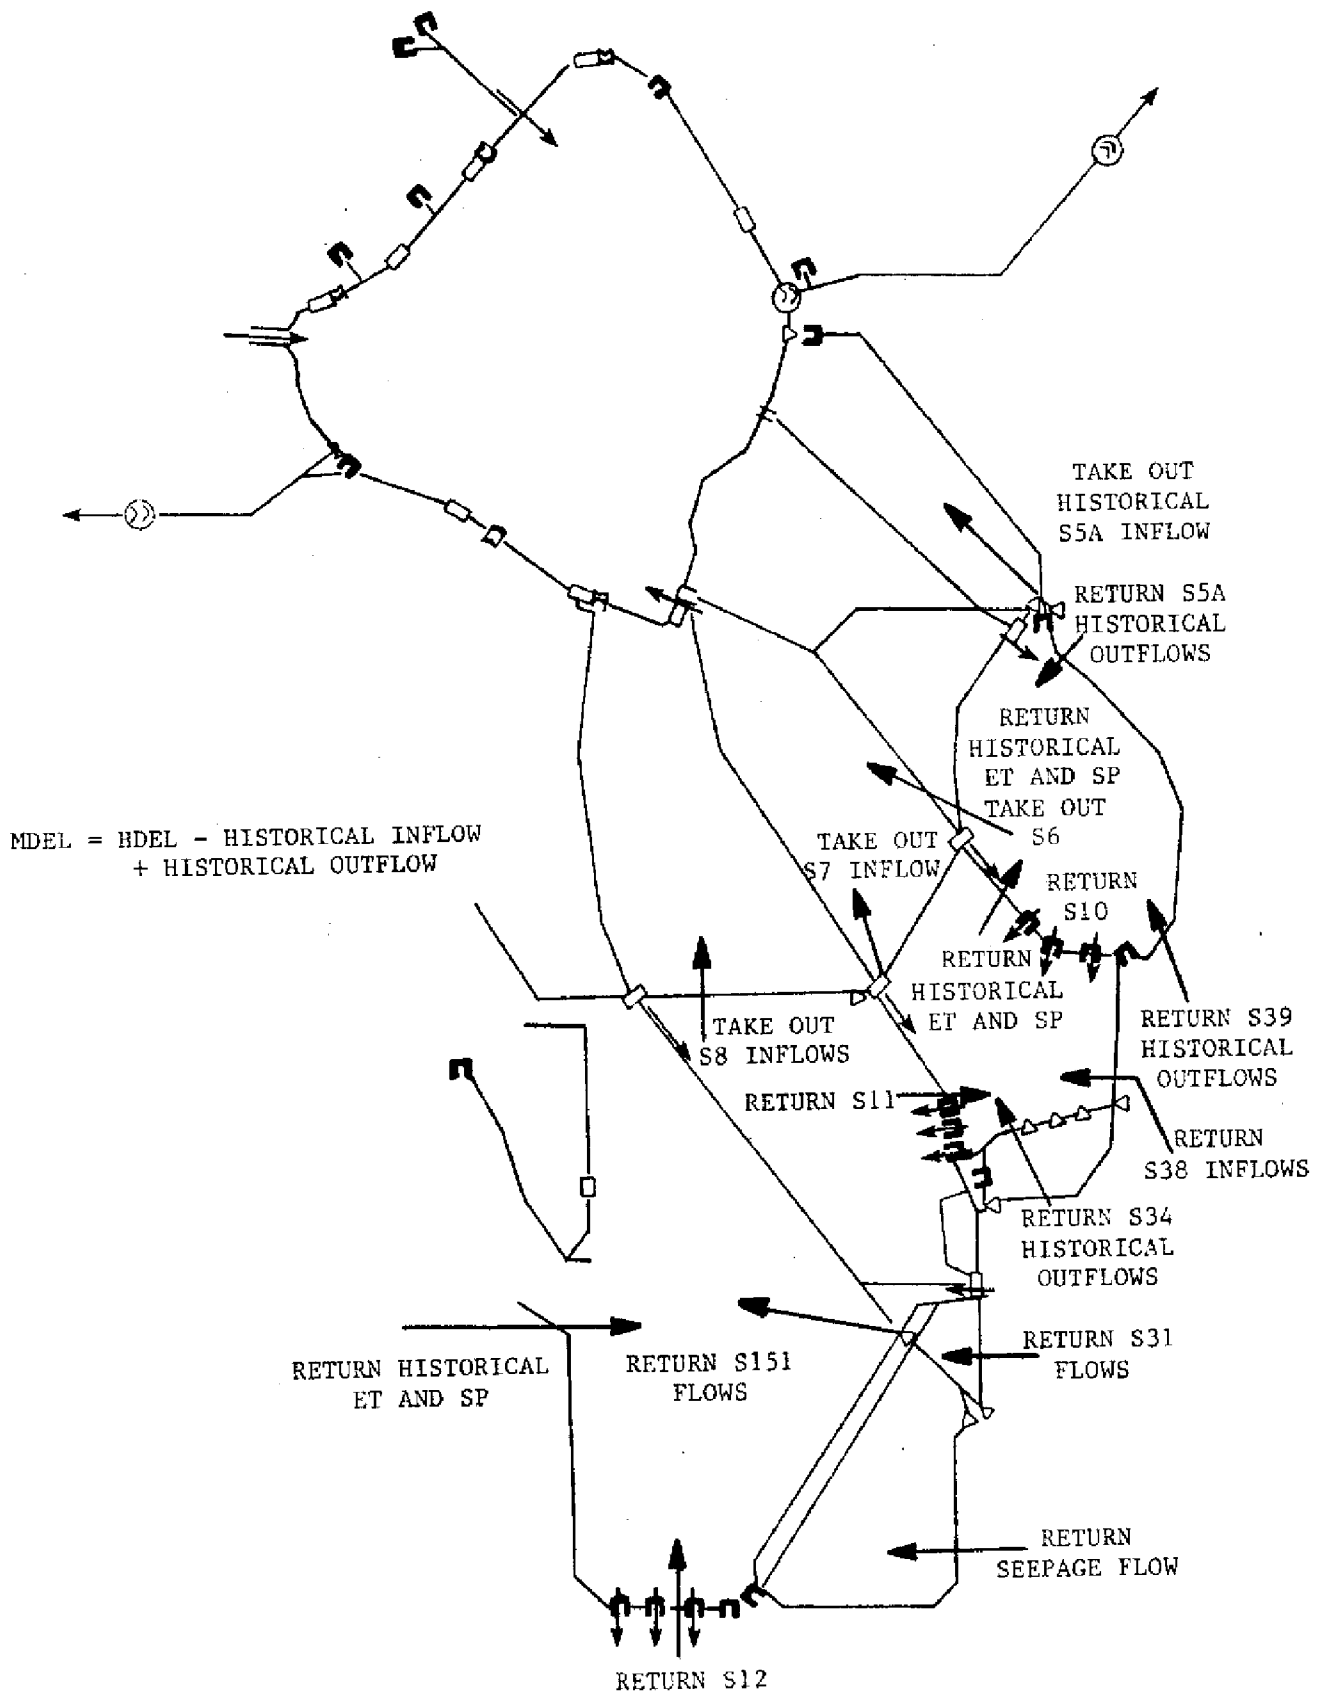 TAKE OUT
HISTORICAL
S5A INFLOW
RETURN S5A
HISTORICAL
OUTFLOWS
RETURN
HISTORICAL
ET AND SP
TAKE OUT
S6
MDEL = HDEL - HISTORICAL INFLOW
+ HISTORICAL OUTFLOW
TAKE OUT
S7 INFLOW
RETURN
S10
RETURN
HISTORICAL
ET AND SP
TAKE OUT
S8 INFLOWS
RETURN S39
HISTORICAL
OUTFLOWS
RETURN S11
RETURN
S38 INFLOWS
RETURN S34
HISTORICAL
OUTFLOWS
RETURN HISTORICAL
ET AND SP
RETURN S151
FLOWS
RETURN S31
FLOWS
RETURN
SEEPAGE FLOW
RETURN S12